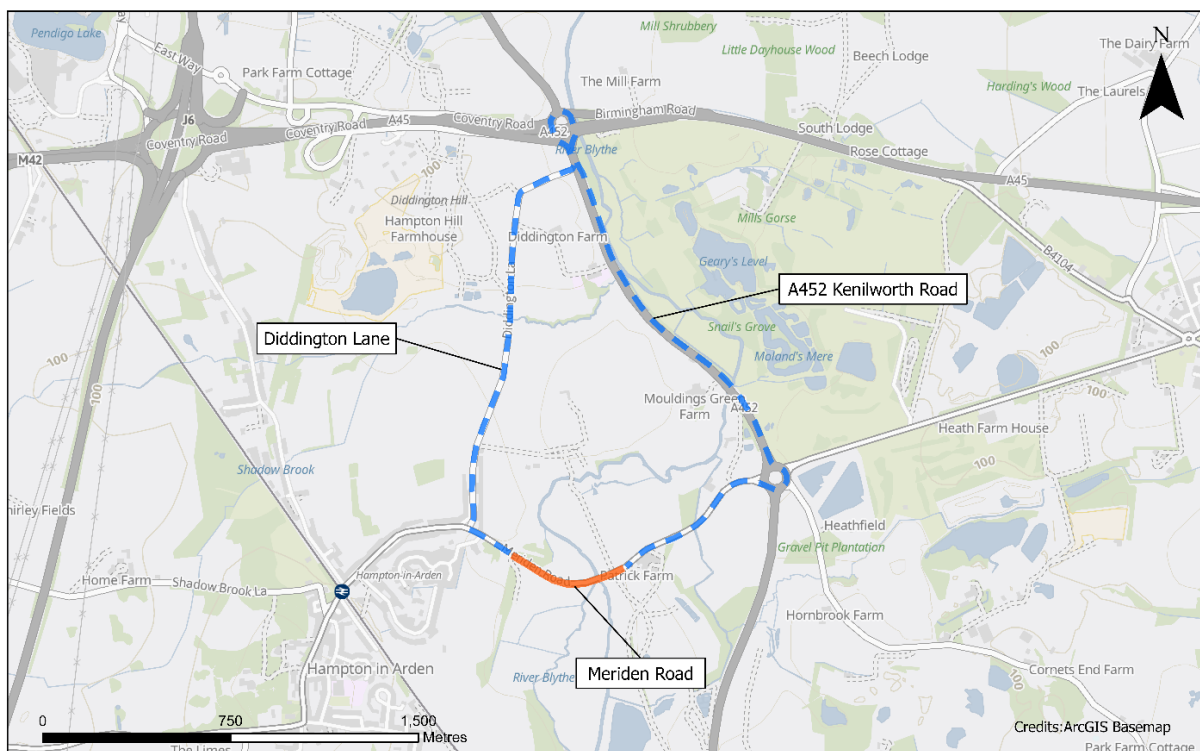 Pendigo Lake
East Way
Park Farm Cottage
J6
Coventry Road
M42
Coventry Road
A45
Coventry Road
A452
Birmingham Road
The Mill Farm
Mill Shrubbery
Little Dayhouse Wood
Beech Lodge
Harding's Wood
The Dairy Farm
The Laurels
N
South Lodge
Rose Cottage
A45
B4104
River Blythe
100
Diddington Hill
Hampton Hill
Farmhouse
Diddington Farm
Diddington La
Mills Gorse
Geary's Level
A452 Kenilworth Road
Snail's Grove
Moland's Mere
Diddington Lane
100
100
100
Mouldings Green
Farm
A452
Heath Farm House
100
Shadow Brook
Heathfield
Gravel Pit Plantation
Meriden Road
Patrick Farm
Home Farm
Shadow Brook La
Hampton-in-Arden
Hornbrook Farm
Hampton in Arden
River Blythe
Meriden Road
Cornets End Farm
0
750
1,500
Metres
The Limes
Credits:ArcGIS Basemap
Park Farm Cottage